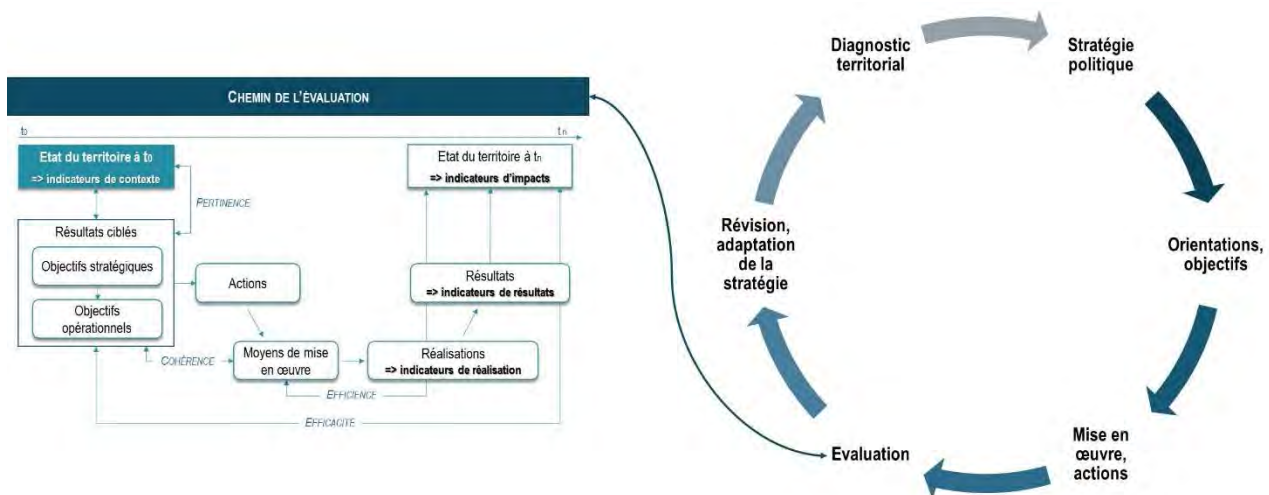 CHEMIN DE L'ÉVALUATION
t0
tn
Etat du territoire à t0
=> indicateurs de contexte
Etat du territoire à tn
=> indicateurs d'impacts
PERTINENCE
Résultats ciblés
Objectifs stratégiques
Objectifs
opérationnels
Actions
Résultats
=> indicateurs de résultats
COHÉRENCE
Moyens de mise
en œuvre
Réalisations
=> indicateurs de réalisation
EFFICIENCE
EFFICACITÉ
Diagnostic
territorial
Stratégie
politique
Orientations,
objectifs
Mise en
œuvre,
actions
Evaluation
Révision,
adaptation
de la
stratégie